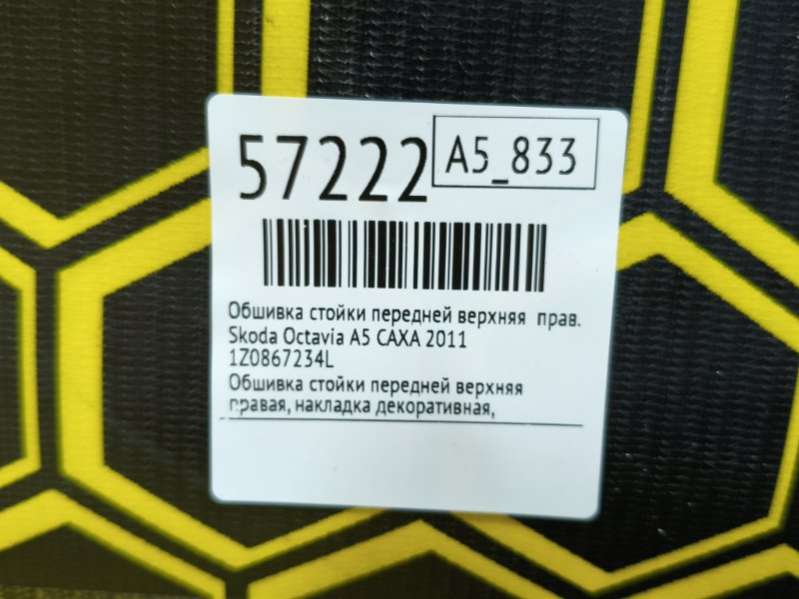 57222
A5_833
Обшивка стойки передней верхняя прав.
Skoda Octavia A5 CAXA 2011
1Z0867234L
Обшивка стойки передней верхняя
правая, накладка декоративная,